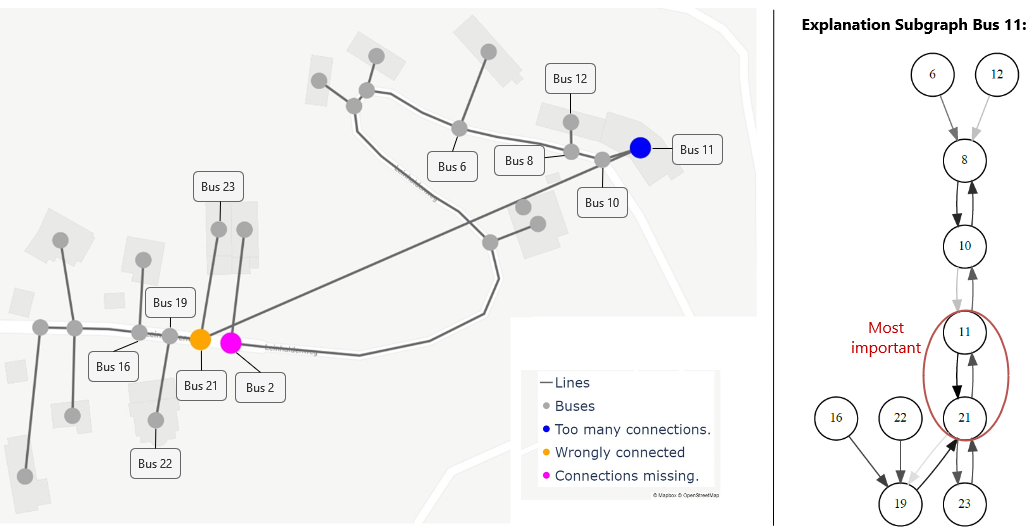 Explanation Subgraph Bus 11:
Bus 12
Bus 11
Bus 8
Bus 6
Bus 10
Bus 23
Bus 19
Bus 16
Bus 21
Bus 2
Bus 22
Lines
Buses
Too many connections.
Wrongly connected
Connections missing.
© Mapbox © OpenStreetMap
6
12
8
10
11
Most
important
21
16
22
19
23